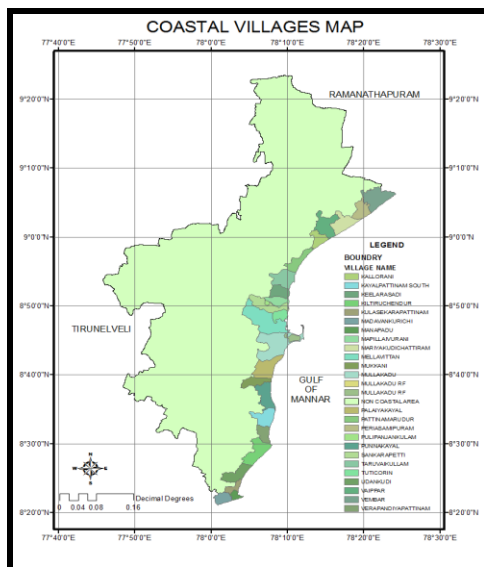 COASTAL VILLAGES MAP
77°40'0"E 77°50'0"E 78°0'0"E 78°10'0"E 78°20'0"E 78°30'0"E
RAMANATHAPURAM
9°20'0"N 9°20'0"N
9°10'0"N 9°10'0"N
9°0'0"N 9°0'0"N
8°50'0"N 8°50'0"N
TIRUNELVELI
8°40'0"N 8°40'0"N
GULF
OF
MANNAR
8°30'0"N 8°30'0"N
8°20'0"N 8°20'0"N
N
W E
S
Decimal Degrees
0 0.04 0.08 0.16
77°40'0"E 77°50'0"E 78°0'0"E 78°10'0"E 78°20'0"E 78°30'0"E
LEGEND
BOUNDRY
VILLAGE NAME
KALLORANI
KAYALPATTINAM SOUTH
KEELARASADI
KILTIRUCHENDUR
KULASEKARAPATTINAM
MADAVANKURICHI
MANAPADU
MAPILLAIVURANI
MARIYAKUDICHATTIRAM
MELLAVITTAN
MUKKANI
MULLAKADU
MULLAKADU RF
MULLAKADU RF
NON COASTAL AREA
PALAIYAKAYAL
PATTINAMARUDUR
PERIASAMIPURAM
PULIPANJANKULAM
PUNNAKAYAL
SANKARAPETTI
TARUVAIKULLAM
TUTICORIN
UDANKUDI
VAIPPAR
VEMBAR
VERAPANDIYAPATTINAM